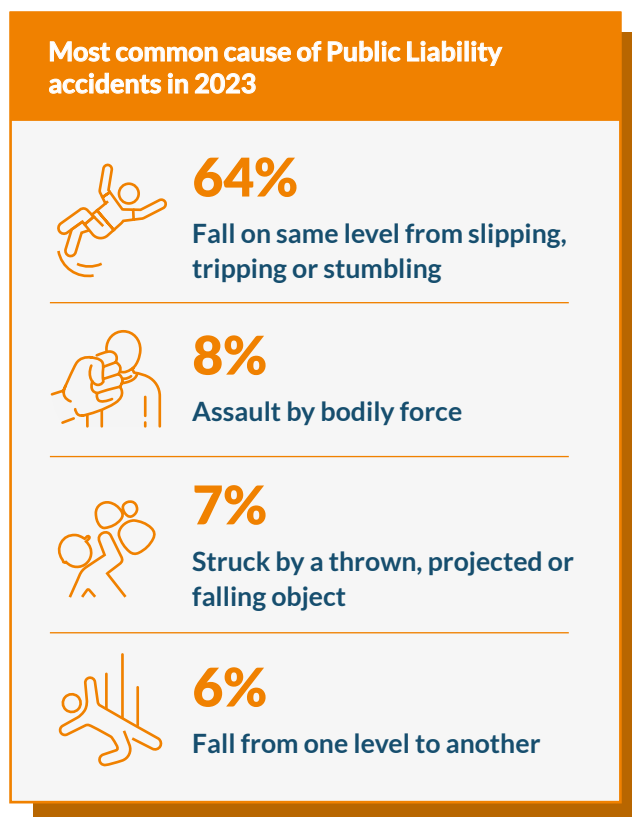 Most common cause of Public Liability
accidents in 2023
64%
Fall on same level from slipping,
tripping or stumbling
8%
Assault by bodily force
7%
Struck by a thrown, projected or
falling object
6%
Fall from one level to another